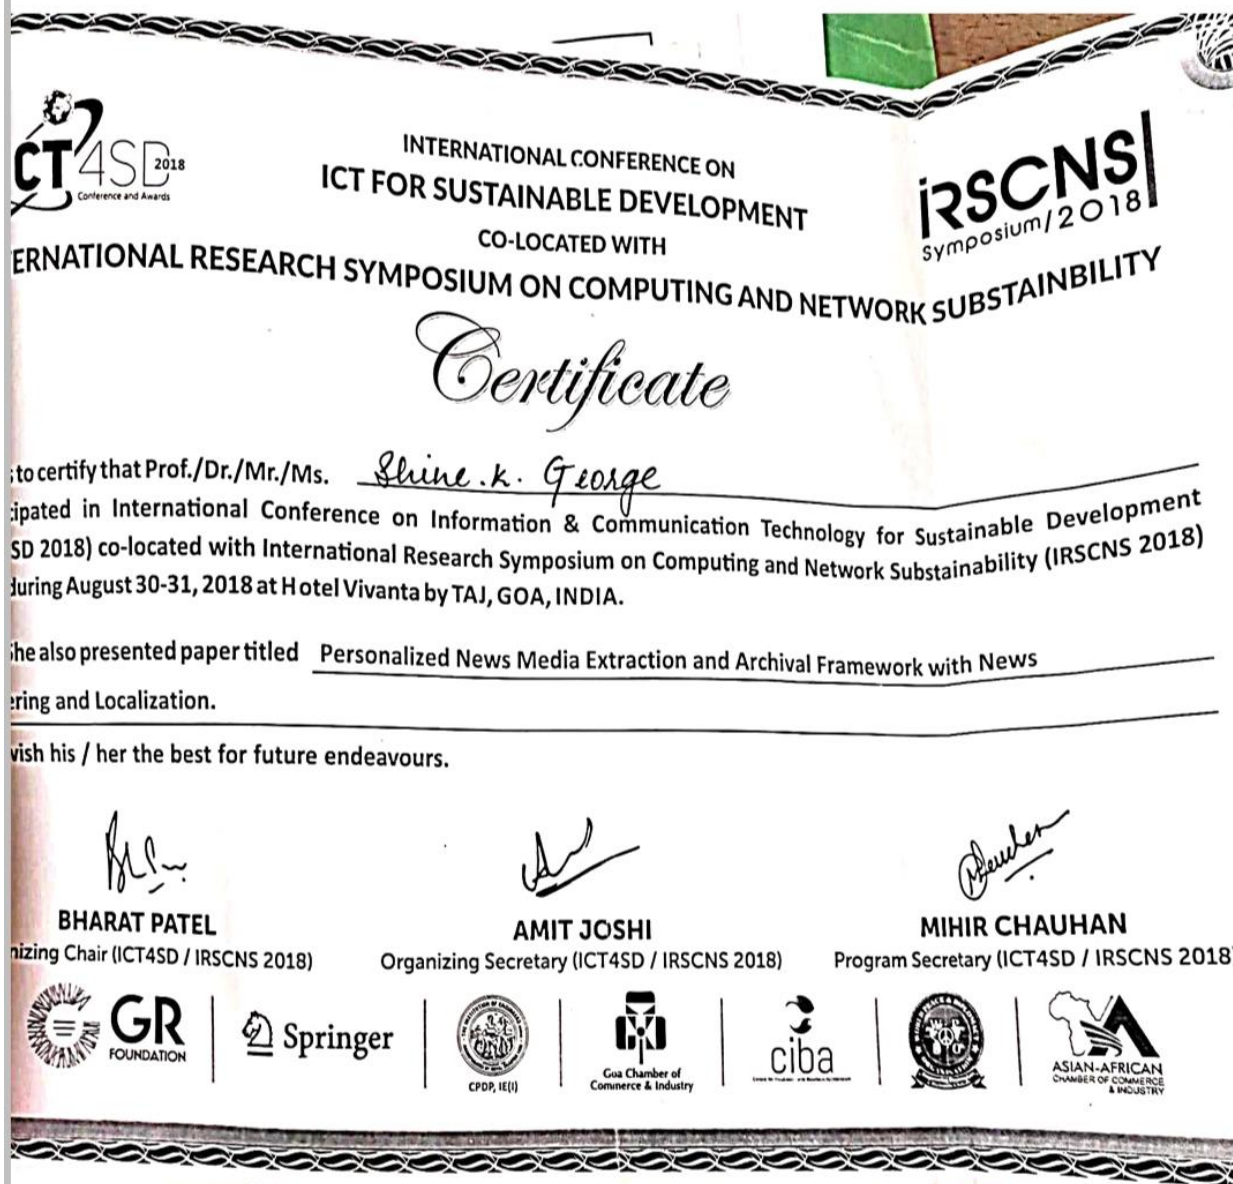 CT4SD 2018
Conference and Awards
INTERNATIONAL CONFERENCE ON
ICT FOR SUSTAINABLE DEVELOPMENT
CO-LOCATED WITH
ERNATIONAL RESEARCH SYMPOSIUM ON COMPUTING AND NETWORK SUBSTAINBILITY
iRSCNS
Symposium/2018
Certificate
to certify that Prof./Dr./Mr./Ms. Shine.K. George
ipated in International Conference on Information & Communication Technology for Sustainable Development
SD 2018) co-located with International Research Symposium on Computing and Network Substainability (IRSCNS 2018)
during August 30-31, 2018 at Hotel Vivanta by TAJ, GOA, INDIA.
he also presented paper titled Personalized News Media Extraction and Archival Framework with News
ering and Localization.
wish his / her the best for future endeavours.
BHARAT PATEL
nizing Chair (ICT4SD / IRSCNS 2018)
AMIT JOSHI
Organizing Secretary (ICT4SD / IRSCNS 2018)
MIHIR CHAUHAN
Program Secretary (ICT4SD / IRSCNS 2018
GR
FOUNDATION
Springer
CPDP, IE(I)
Goa Chamber of
Commerce & Industry
ciba
ASIAN-AFRICAN
CHAMBER OF COMMERCE
& INDUSTRY